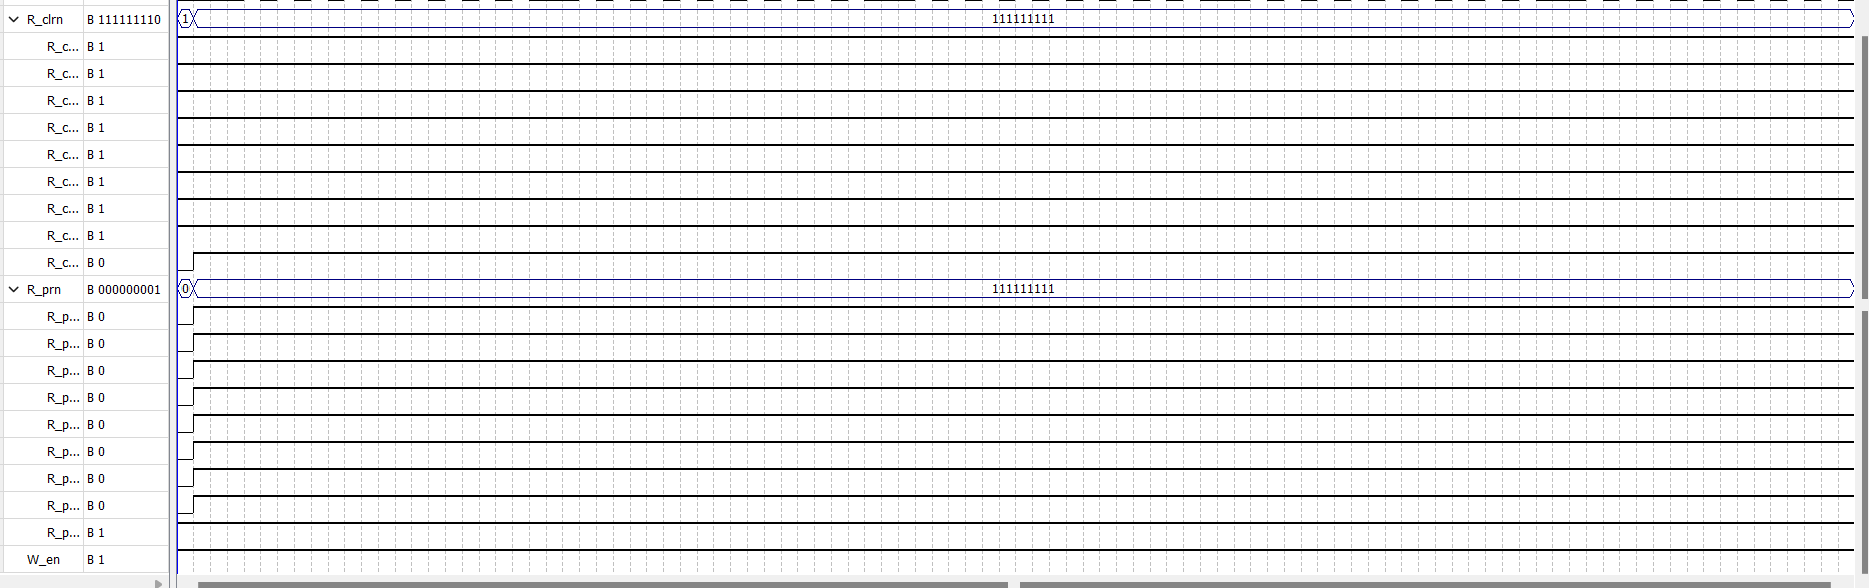 R_clrn B 111111110 1 111111111
R_c... B 1
R_c... B 1
R_c... B 1
R_c... B 1
R_c... B 1
R_c... B 1
R_c... B 1
R_c... B 1
R_c... B 0
R_prn B 000000001 0 111111111
R_p... B 0
R_p... B 0
R_p... B 0
R_p... B 0
R_p... B 0
R_p... B 0
R_p... B 0
R_p... B 0
R_p... B 1
W_en B 1